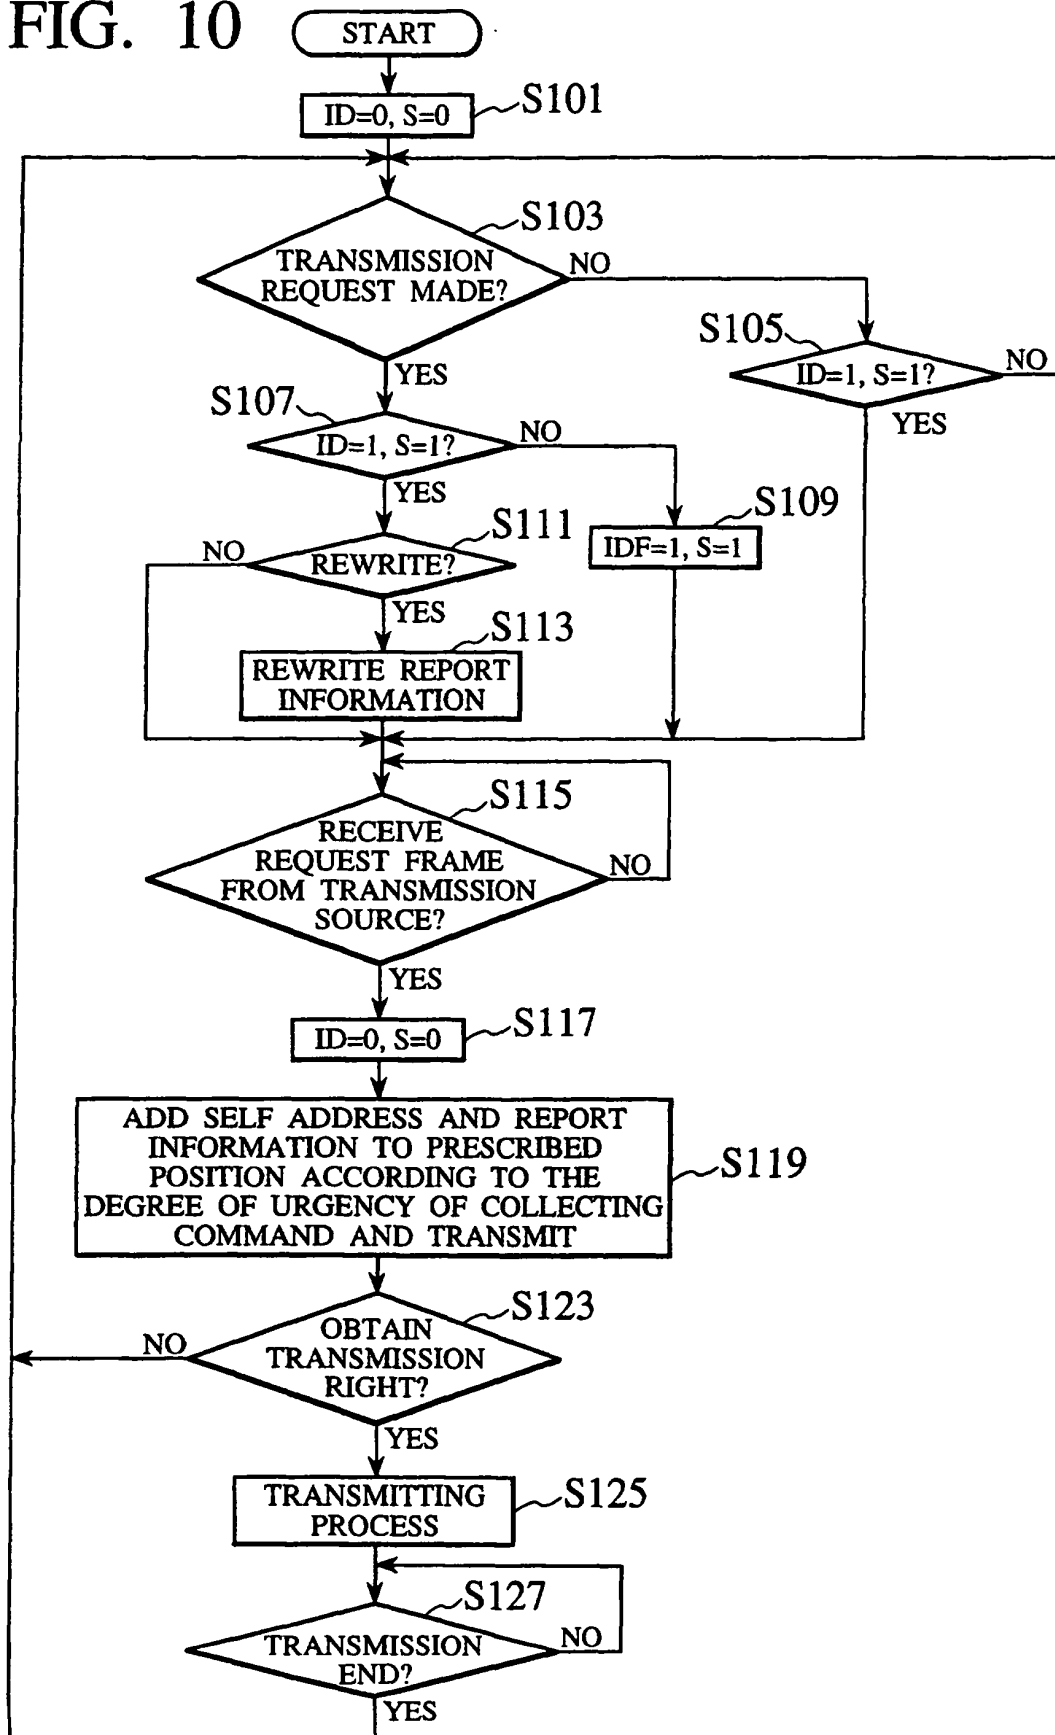 FIG. 10
START
ID=0, S=0
S101
S103
TRANSMISSION
REQUEST MADE?
NO
YES
S105
ID=1, S=1?
NO
YES
S107
ID=1, S=1?
NO
YES
S109
IDF=1, S=1
S111
REWRITE?
NO
YES
S113
REWRITE REPORT
INFORMATION
S115
RECEIVE
REQUEST FRAME
FROM TRANSMISSION
SOURCE?
NO
YES
S117
ID=0, S=0
ADD SELF ADDRESS AND REPORT
INFORMATION TO PRESCRIBED
POSITION ACCORDING TO THE
DEGREE OF URGENCY OF COLLECTING
COMMAND AND TRANSMIT
S119
S123
OBTAIN
TRANSMISSION
RIGHT?
NO
YES
TRANSMITTING
PROCESS
S125
S127
TRANSMISSION
END?
NO
YES